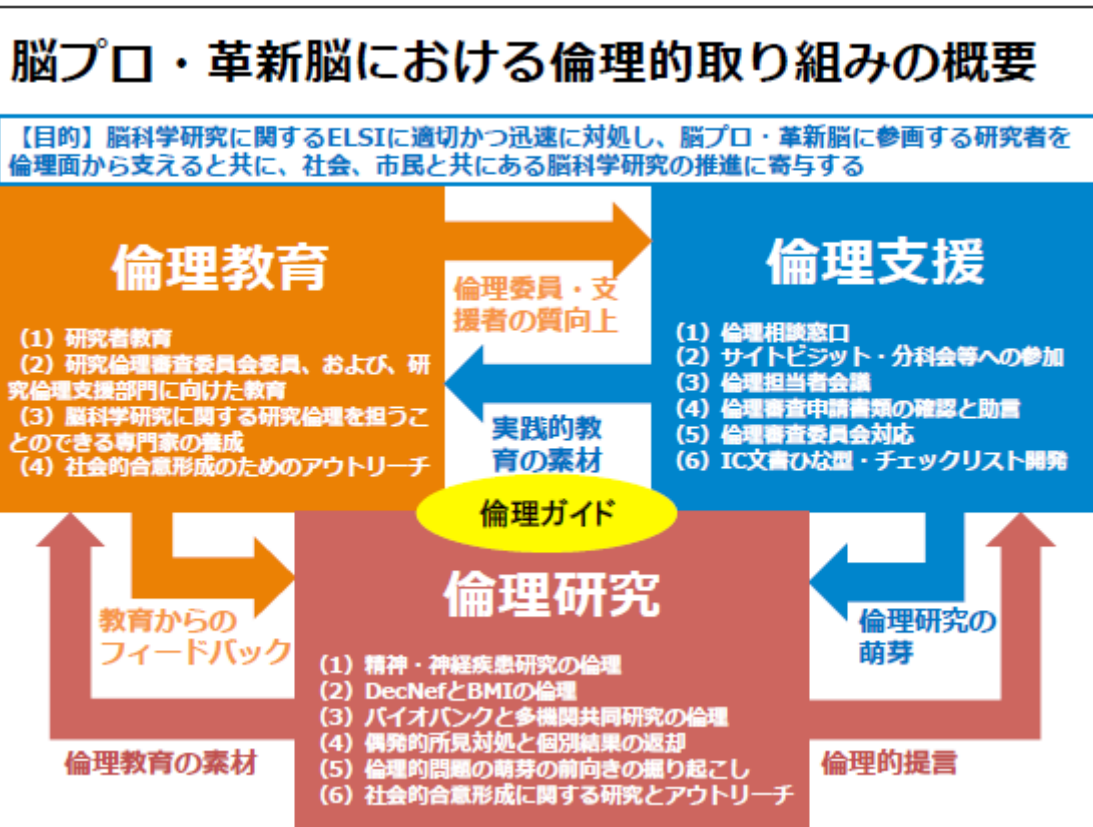 脳プロ・革新脳における倫理的取り組みの概要
【目的】脳科学研究に関するELSIに適切かつ迅速に対処し、脳プロ・革新脳に参画する研究者を
倫理面から支えると共に、社会、市民と共にある脳科学研究の推進に寄与する
倫理教育
(1)研究者教育
(2)研究倫理審査委員会委員、および、研
究倫理支援部門に向けた教育
(3)脳科学研究に関する研究倫理を担うこ
とのできる専門家の養成
(4)社会的合意形成のためのアウトリーチ
倫理委員・支
援者の質向上
実践的教
育の素材
倫理支援
(1)倫理相談窓口
(2)サイトビジット・分科会等への参加
(3)倫理担当者会議
(4)倫理審査申請書類の確認と助言
(5)倫理審査委員会対応
(6)IC文書ひな型・チェックリスト開発
倫理ガイド
教育からの
フィードバック
倫理教育の素材
倫理研究
(1)精神・神経疾患研究の倫理
(2)DecNefとBMIの倫理
(3)バイオバンクと多機関共同研究の倫理
(4)偶発的所見対処と個別結果の返却
(5)倫理的問題の萌芽の前向きの掘り起こし
(6)社会的合意形成に関する研究とアウトリーチ
倫理研究の
萌芽
倫理的提言